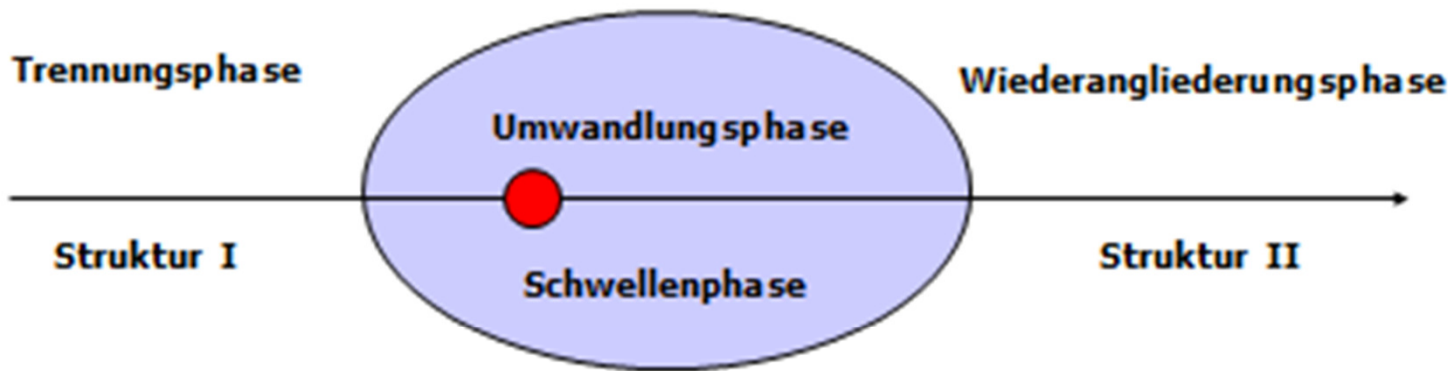 Trennungsphase
Wiederangliederungsphase
Umwandlungsphase
Struktur I
Struktur II
Schwellenphase